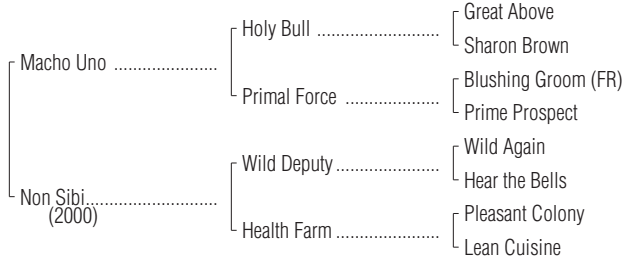 Great Above
Holy Bull ........................
Sharon Brown
Macho Uno ....................
Blushing Groom (FR)
Primal Force ..................
Prime Prospect
Wild Again
Wild Deputy ....................
Hear the Bells
Non Sibi.........................
(2000)
Pleasant Colony
Health Farm ....................
Lean Cuisine